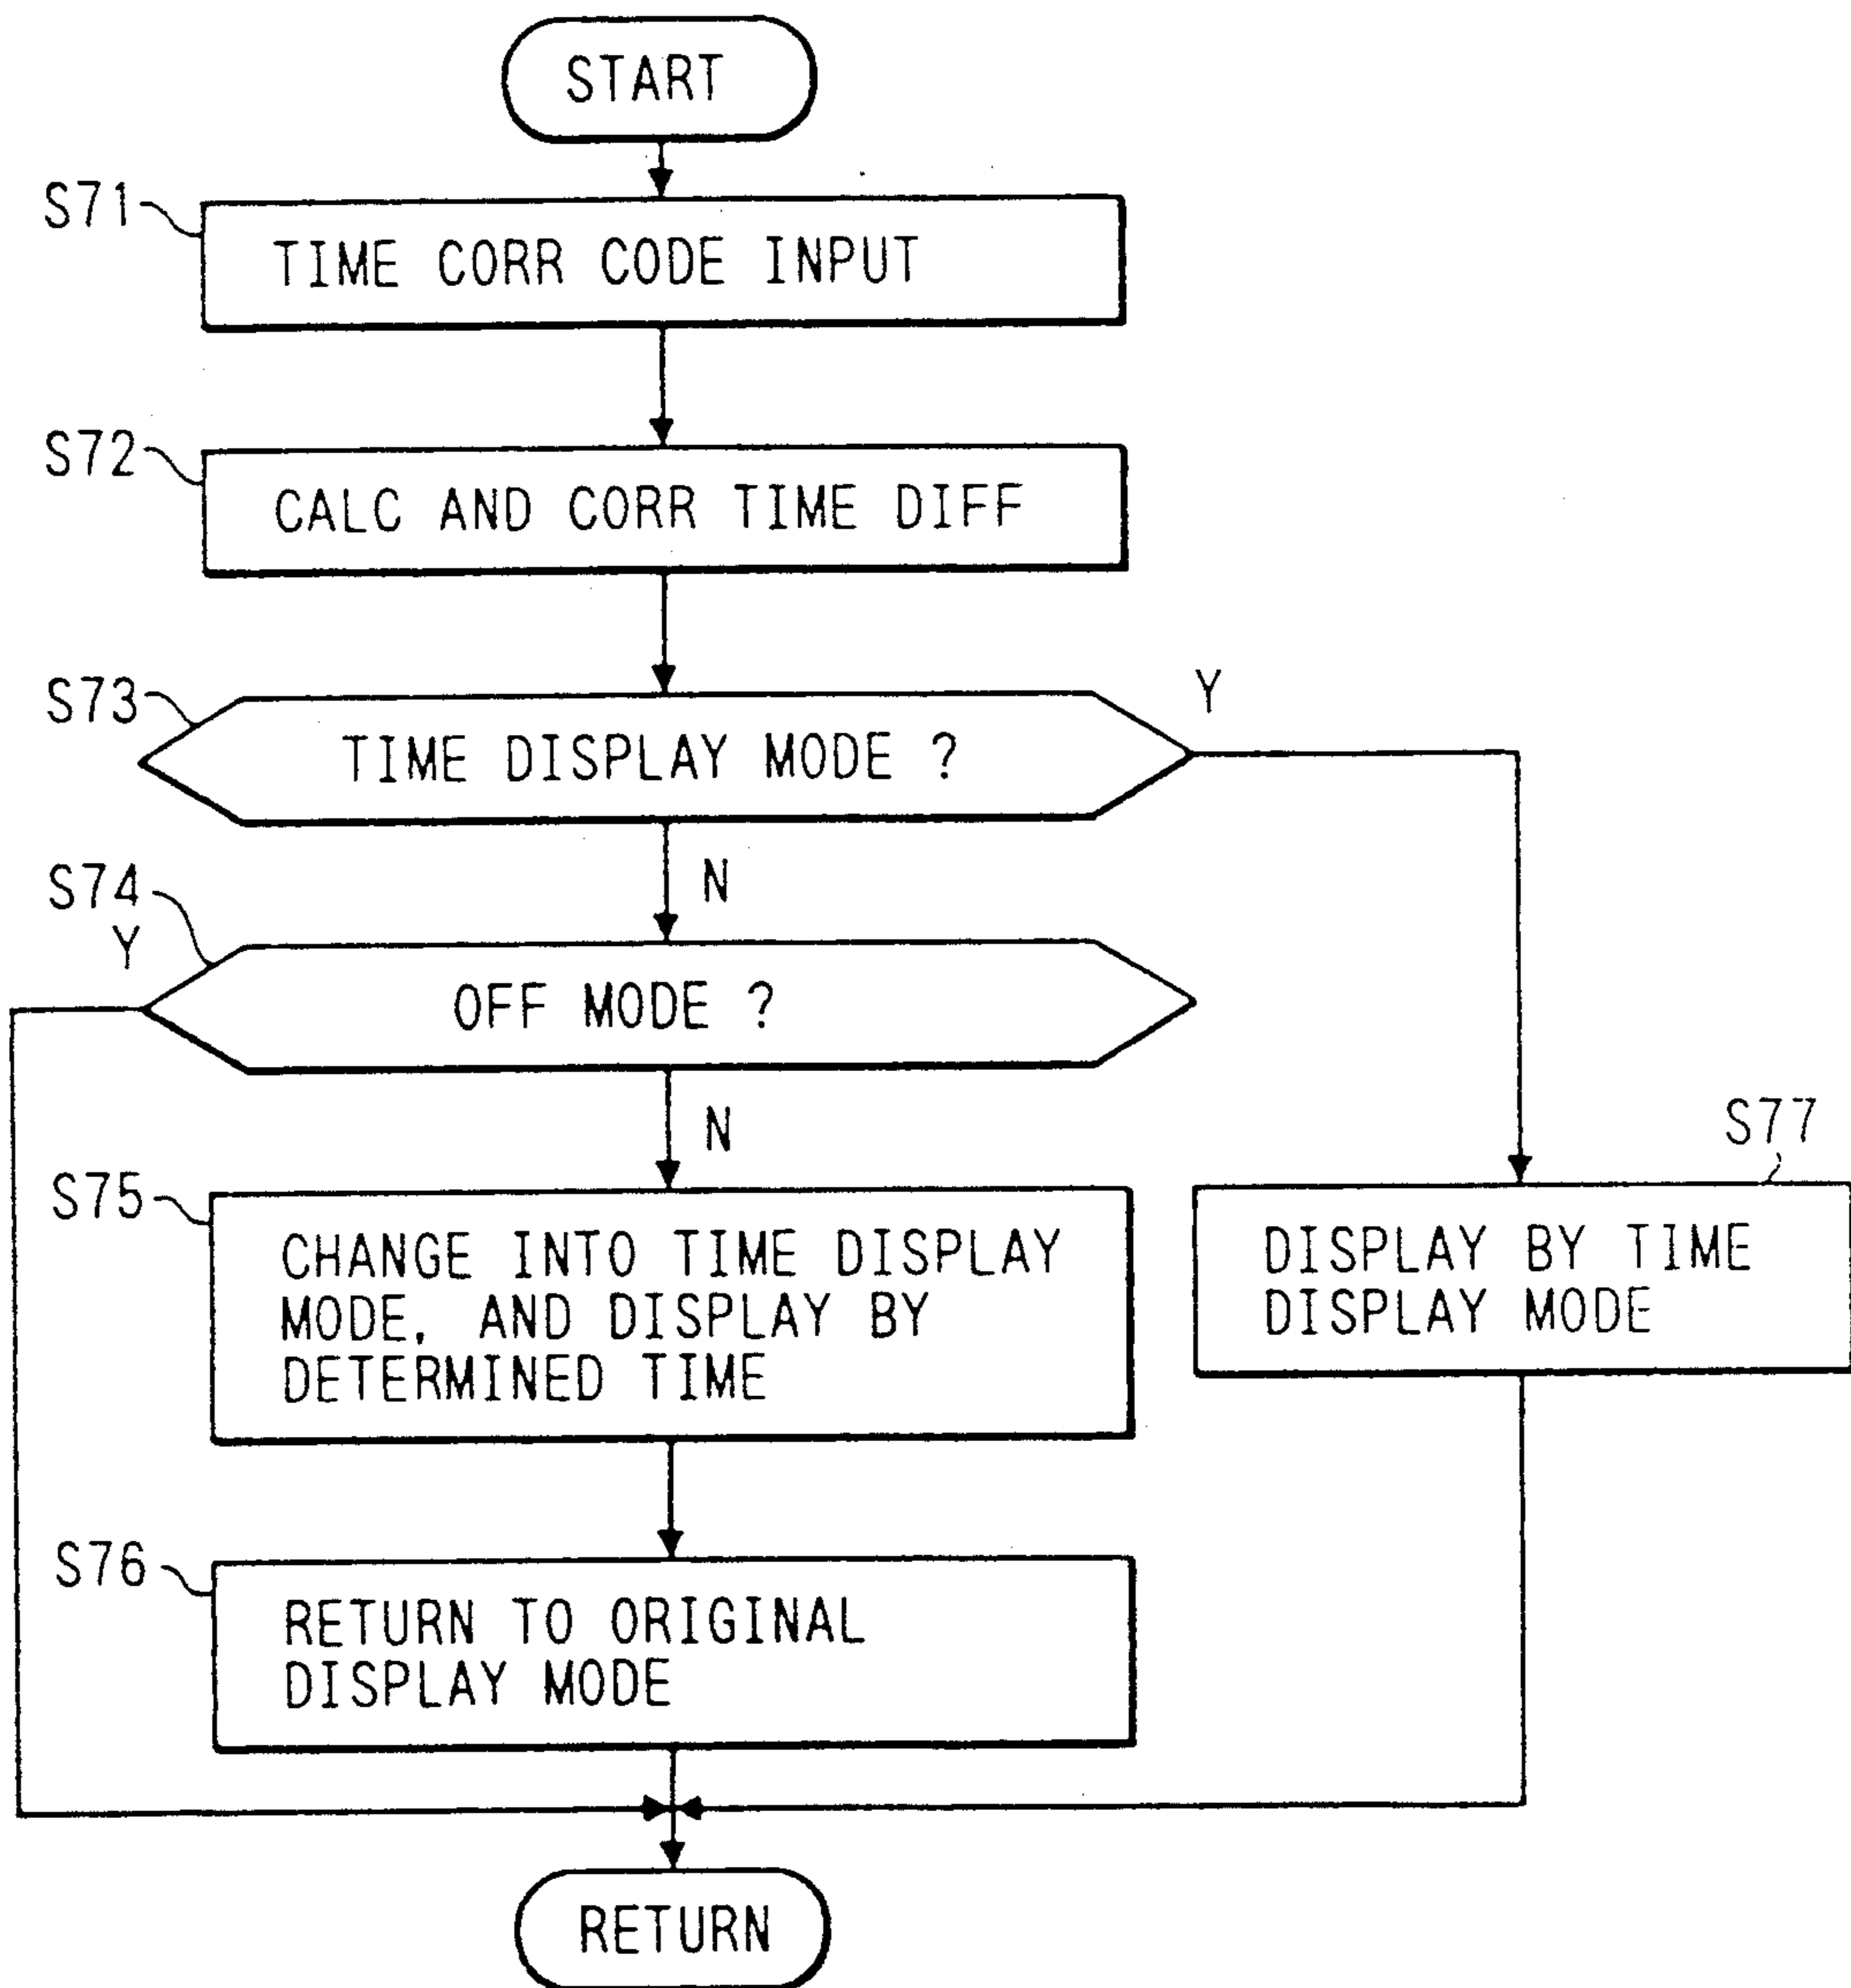 START
S71
TIME CORR CODE INPUT
S72
CALC AND CORR TIME DIFF
S73
TIME DISPLAY MODE ?
Y
N
S74
Y
OFF MODE ?
N
S75
CHANGE INTO TIME DISPLAY
MODE, AND DISPLAY BY
DETERMINED TIME
S77
DISPLAY BY TIME
DISPLAY MODE
S76
RETURN TO ORIGINAL
DISPLAY MODE
RETURN